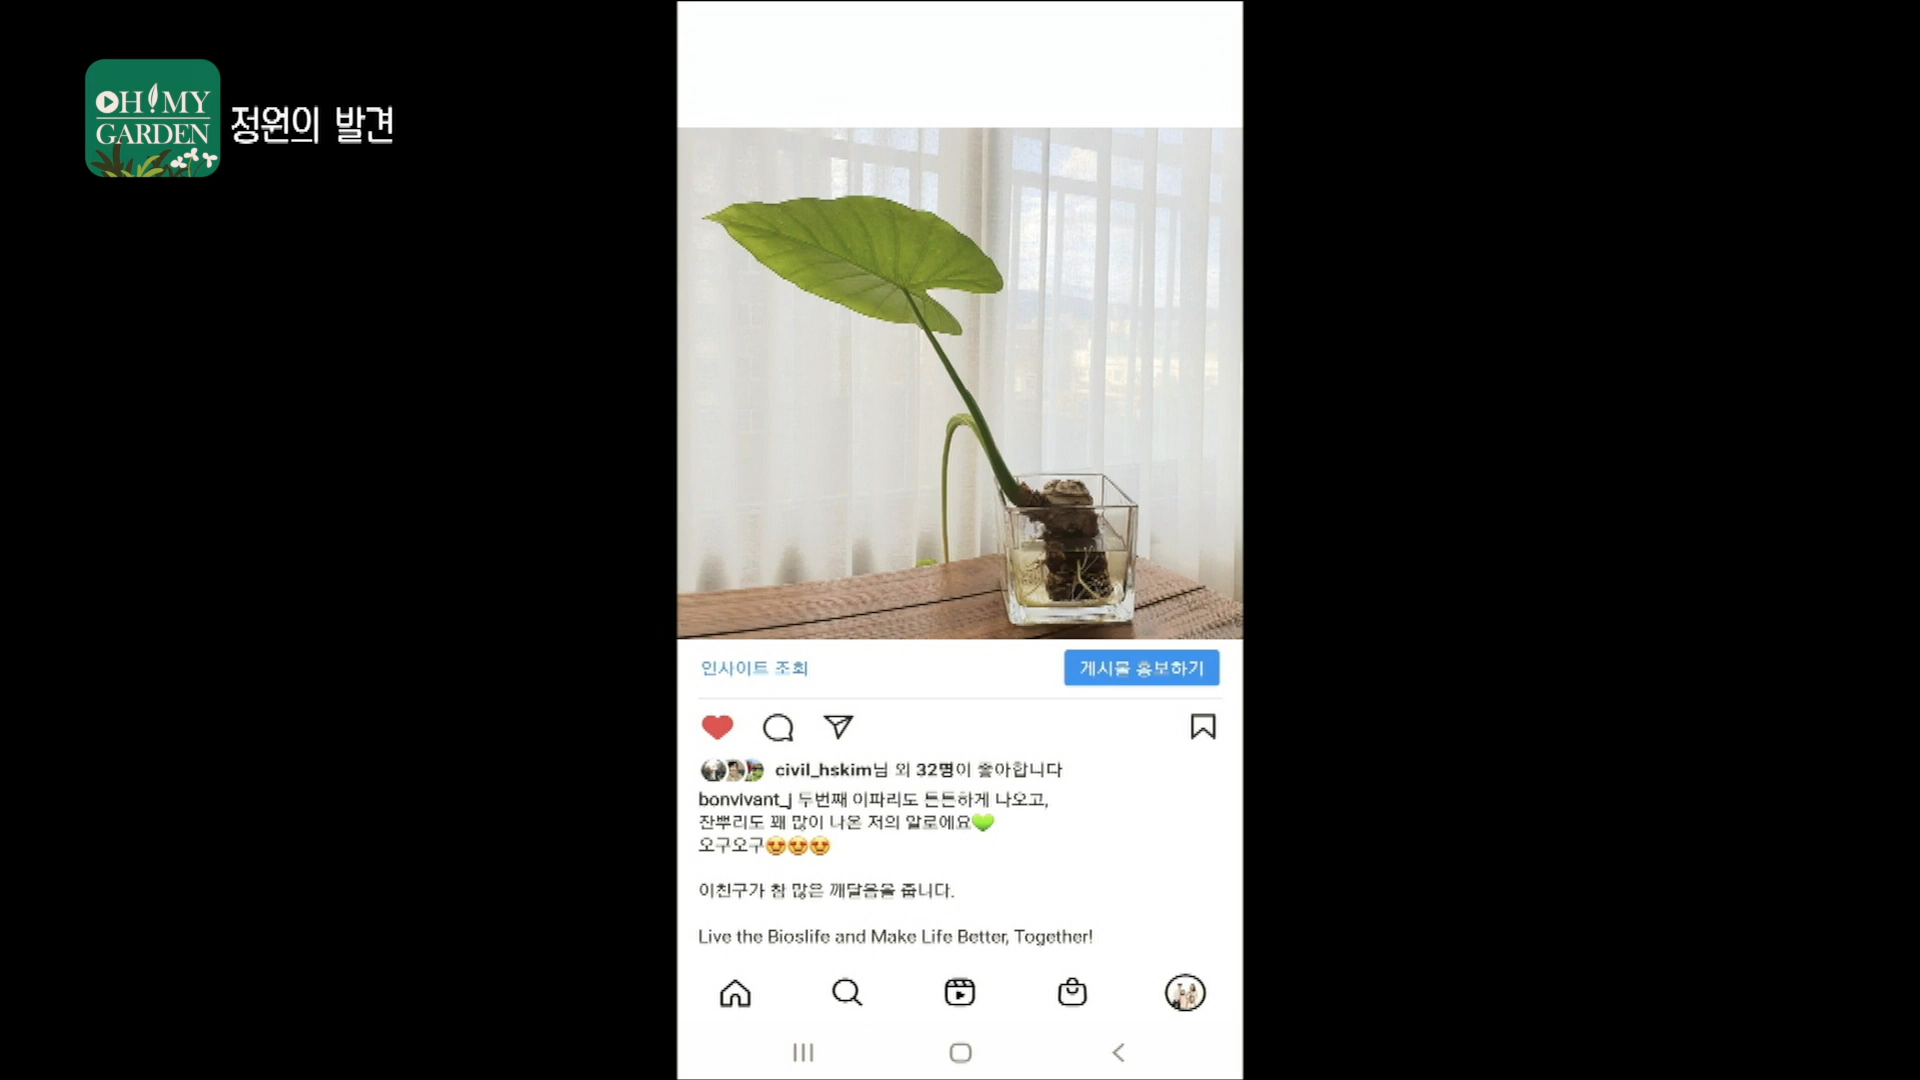 OH!MY
GARDEN
정원의 발견
인사이트 조회
게시물 홍보하기
civil_hskim님 외 32명이 좋아합니다
bonvivant_j 두번째 이파리도 튼튼하게 나오고,
잔뿌리도 꽤 많이 나온 저의 알로에요💚
오구오구😍😍😍
이친구가 참 많은 깨달음을 줍니다.
Live the Bioslife and Make Life Better, Together!